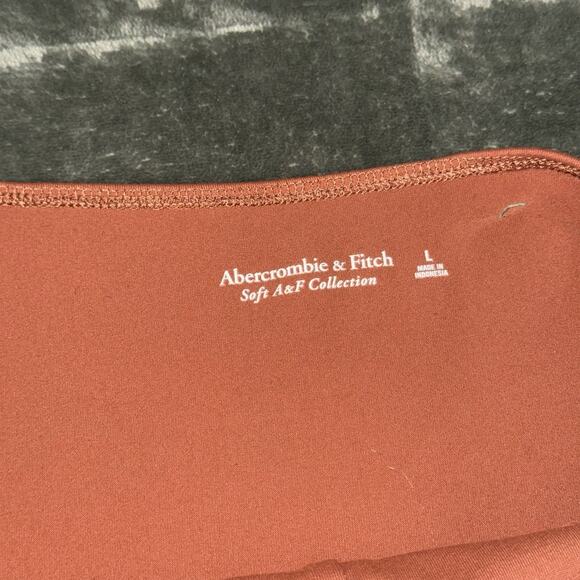 Abercrombie & Fitch
Soft A&F Collection
L
MADE IN
INDONESIA